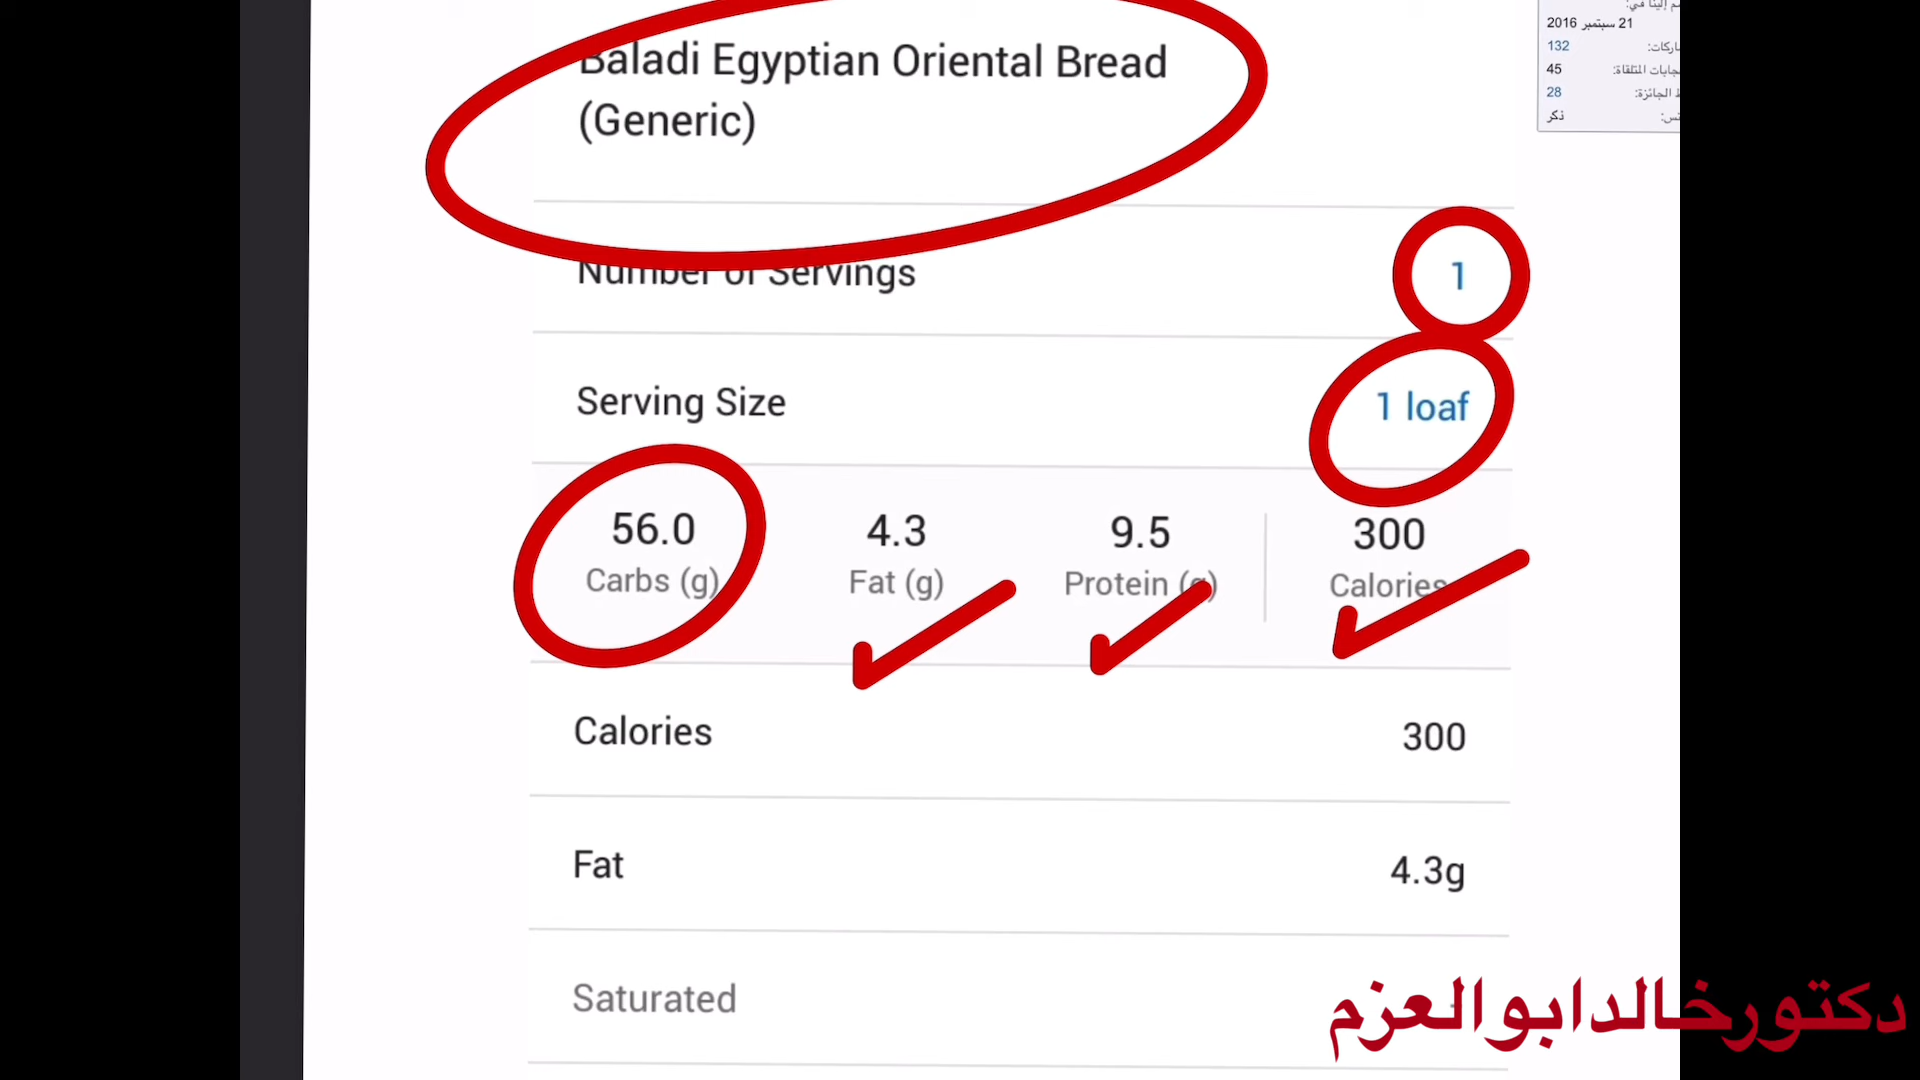 Baladi Egyptian Oriental Bread
(Generic)
Number of Servings
1
Serving Size
1 loaf
56.0
Carbs (g)
4.3
Fat (g)
9.5
Protein (g)
300
Calories
Calories
300
Fat
4.3g
Saturated
21 سبتمبر 2016
132
45
28
الجائزة:
ذكر
دكتورخالدابوالعزم